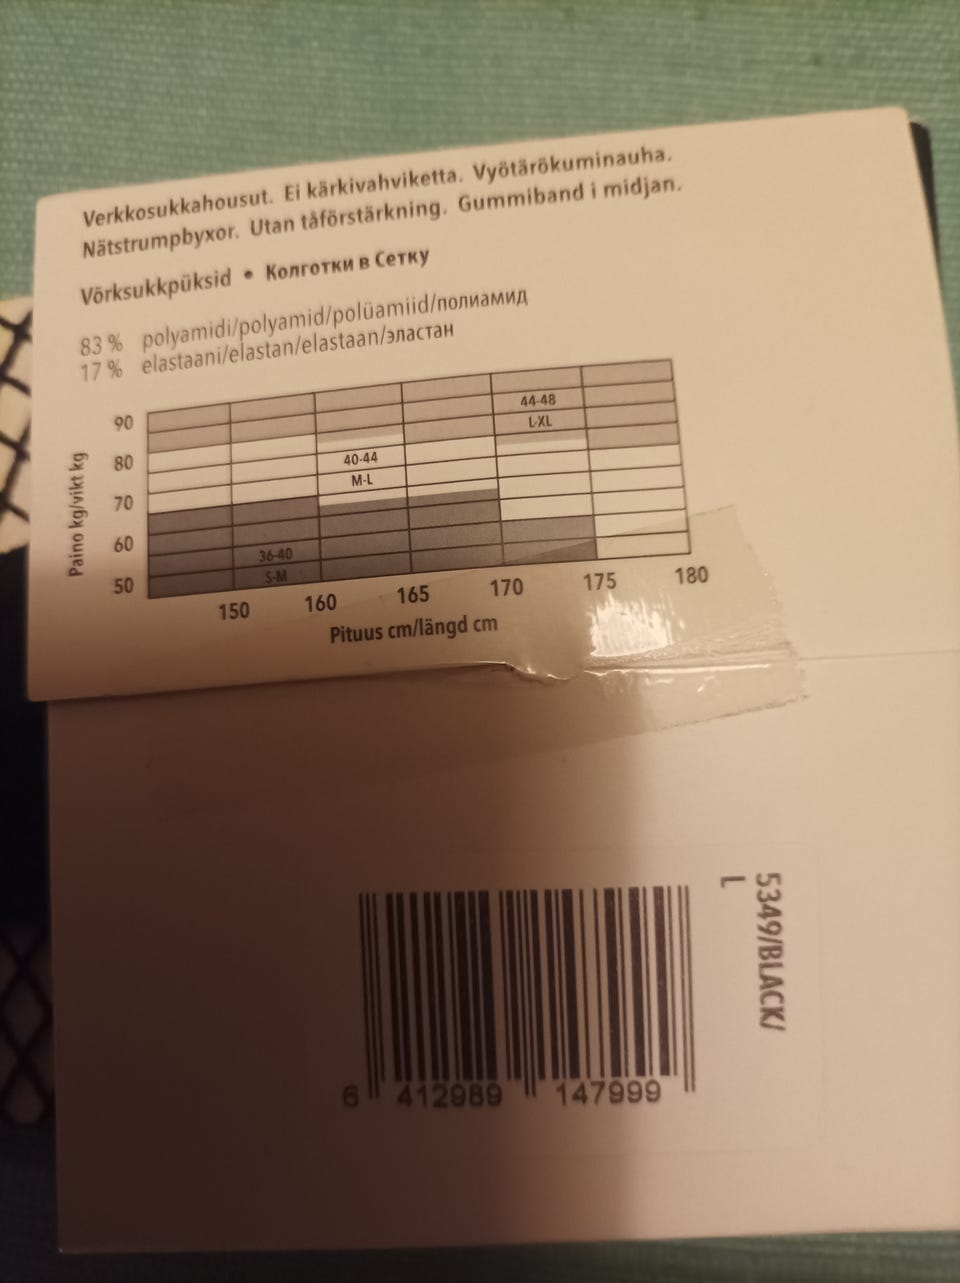 Verkkosukkahousut. Ei kärkivahviketta. Vyötärökuminauha.
Nätstrumpbyxor. Utan tåförstärkning. Gummiband i midjan.
Võrksukkpüksid • Колготки в Сетку
83 % polyamidi/polyamid/polüamiid/полиамид
17 % elastaani/elastan/elastaan/эластан
Paino kg/vikt kg
90
80
70
60
50
44-48
L-XL
40-44
M-L
36-40
S-M
150 160 165 170 175 180
Pituus cm/längd cm
5349/BLACK/
L
6 412989 147999